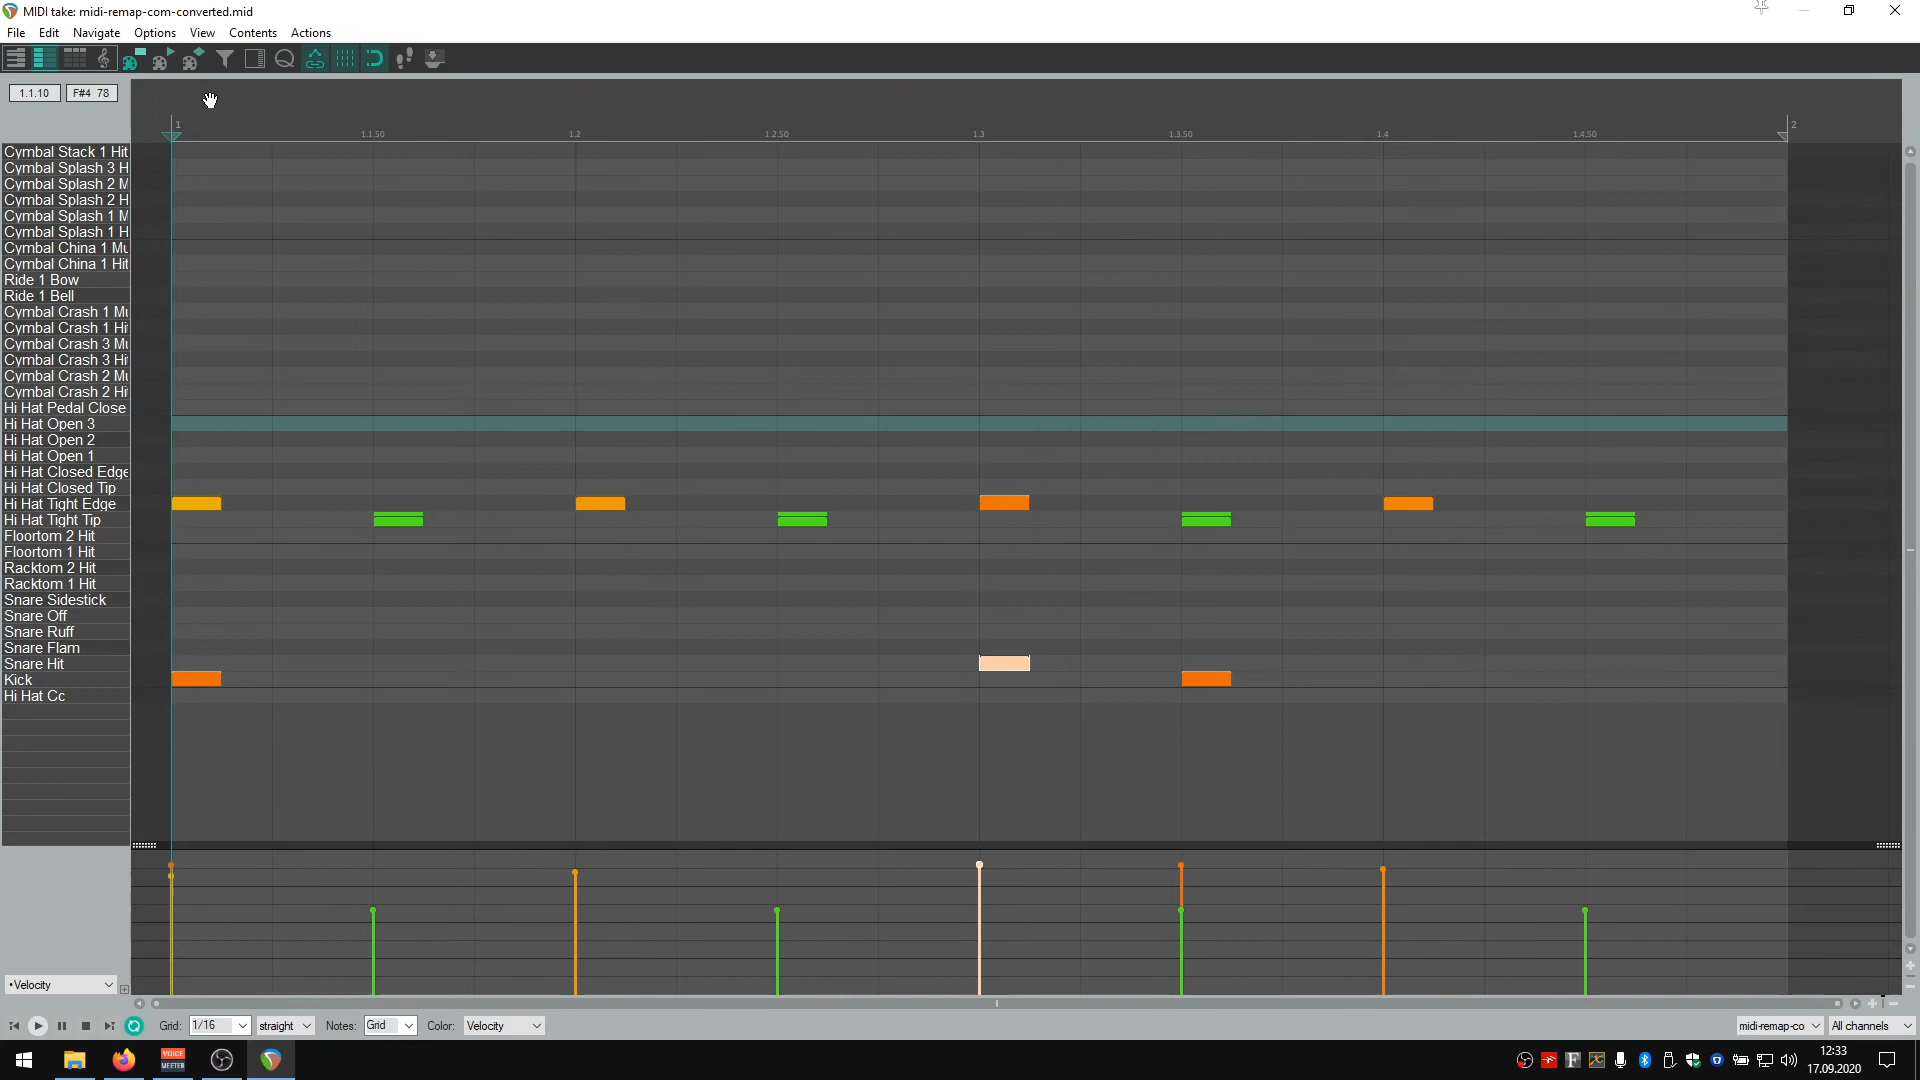 MIDI take: midi-remap-com-converted.mid
File Edit Navigate Options View Contents Actions
1.1.10 F#4 78
1 2
1.1.50 1.2 1.2.50 1.3 1.3.50 1.4 1.4.50
Cymbal Stack 1 Hit
Cymbal Splash 3 H
Cymbal Splash 2 M
Cymbal Splash 2 H
Cymbal Splash 1 M
Cymbal Splash 1 H
Cymbal China 1 Mu
Cymbal China 1 Hit
Ride 1 Bow
Ride 1 Bell
Cymbal Crash 1 Mu
Cymbal Crash 1 Hi
Cymbal Crash 3 Mu
Cymbal Crash 3 Hi
Cymbal Crash 2 Mu
Cymbal Crash 2 Hi
Hi Hat Pedal Close
Hi Hat Open 3
Hi Hat Open 2
Hi Hat Open 1
Hi Hat Closed Edge
Hi Hat Closed Tip
Hi Hat Tight Edge
Hi Hat Tight Tip
Floortom 2 Hit
Floortom 1 Hit
Racktom 2 Hit
Racktom 1 Hit
Snare Sidestick
Snare Off
Snare Ruff
Snare Flam
Snare Hit
Kick
Hi Hat Cc
•Velocity
Grid: 1/16 straight Notes: Grid Color: Velocity midi-remap-co All channels
VOICE
MEETER
12:33
17.09.2020